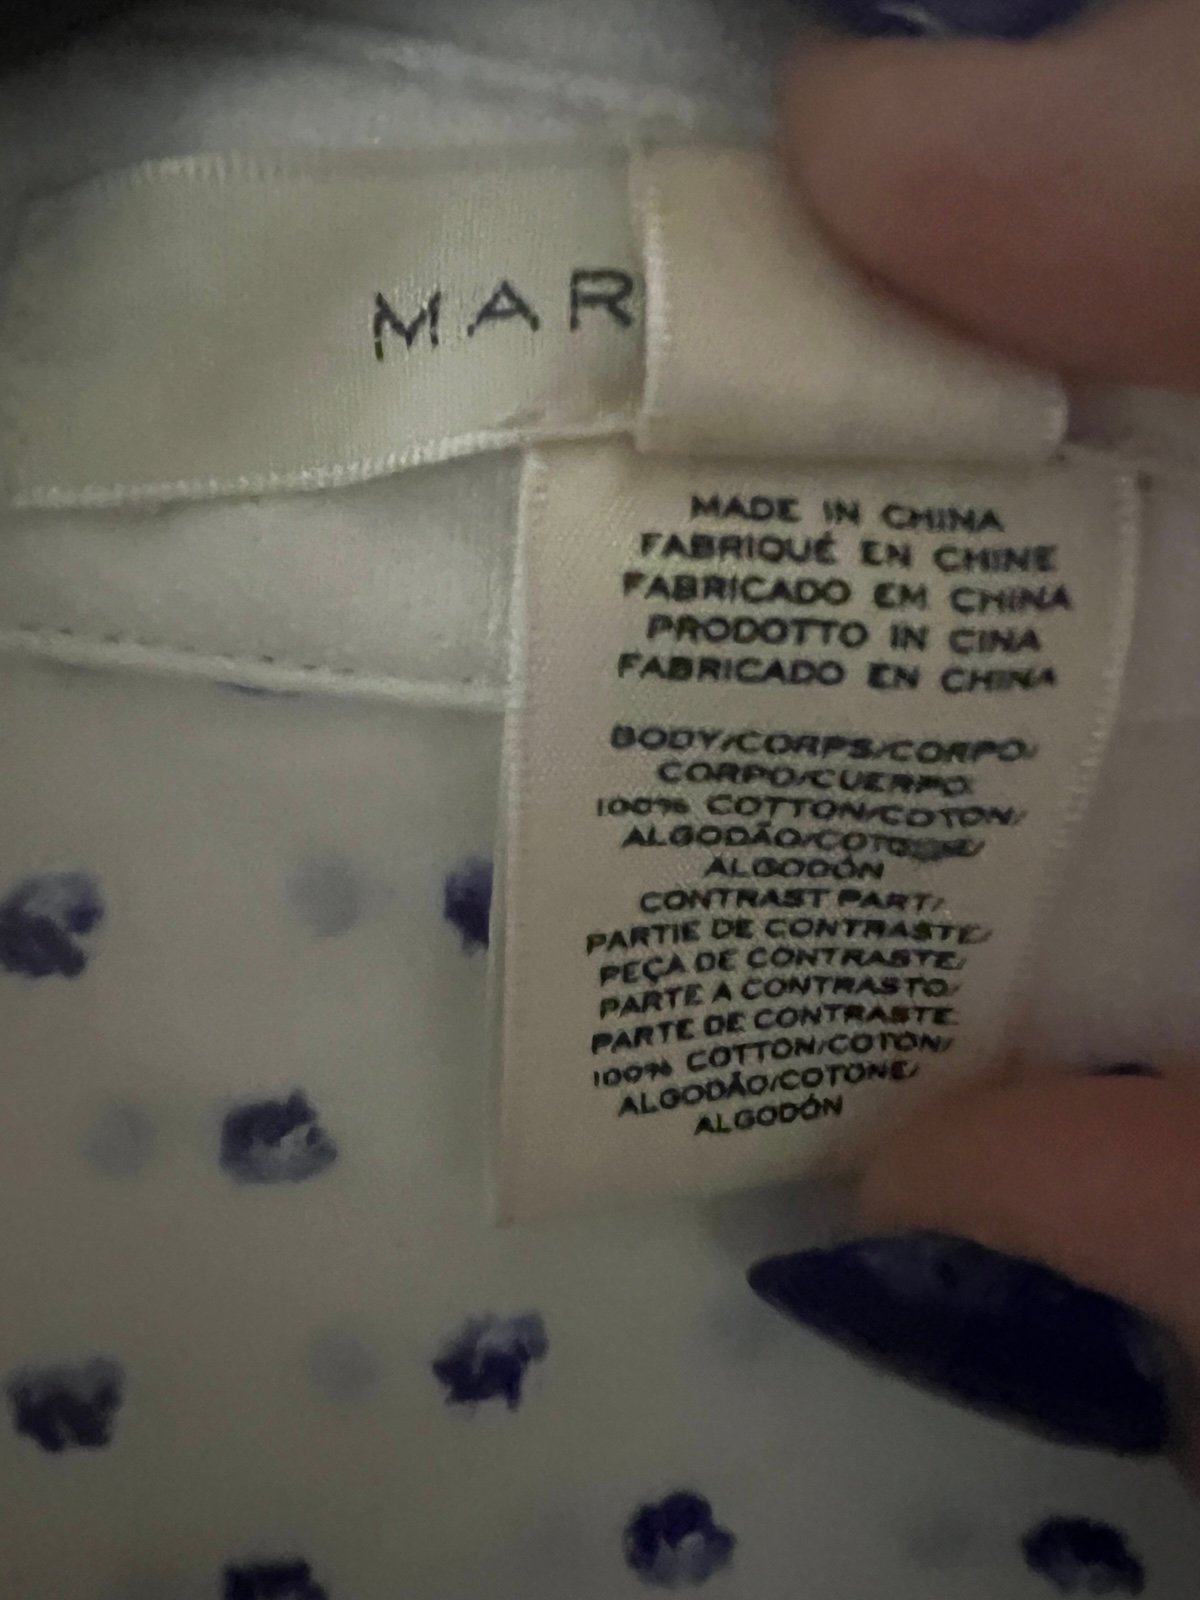 MAR
MADE IN CHINA
FABRIQUÉ EN CHINE
FABRICADO EM CHINA
PRODOTTO IN CINA
FABRICADO EN CHINA
BODY/CORPS/CORPO/
CORPO/CUERPO
100% COTTON/COTON/
ALGODÃO/COTONE/
ALGODÓN
CONTRAST PART/
PARTIE DE CONTRASTE/
PEÇA DE CONTRASTE/
PARTE A CONTRASTO/
PARTE DE CONTRASTE
100% COTTON/COTON/
ALGODÃO/COTONE/
ALGODÓN